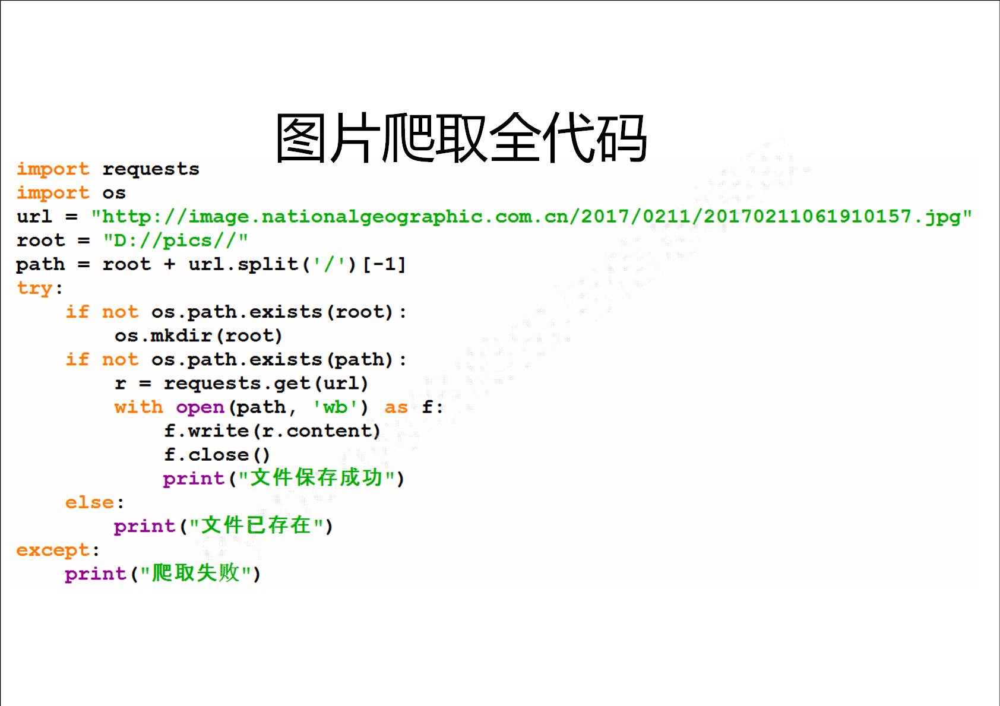 图片爬取全代码
import requests
import os
url = "http://image.nationalgeographic.com.cn/2017/0211/20170211061910157.jpg"
root = "D://pics//"
path = root + url.split('/')[-1]
try:
    if not os.path.exists(root):
        os.mkdir(root)
    if not os.path.exists(path):
        r = requests.get(url)
        with open(path, 'wb') as f:
            f.write(r.content)
            f.close()
            print("文件保存成功")
    else:
        print("文件已存在")
except:
    print("爬取失败")